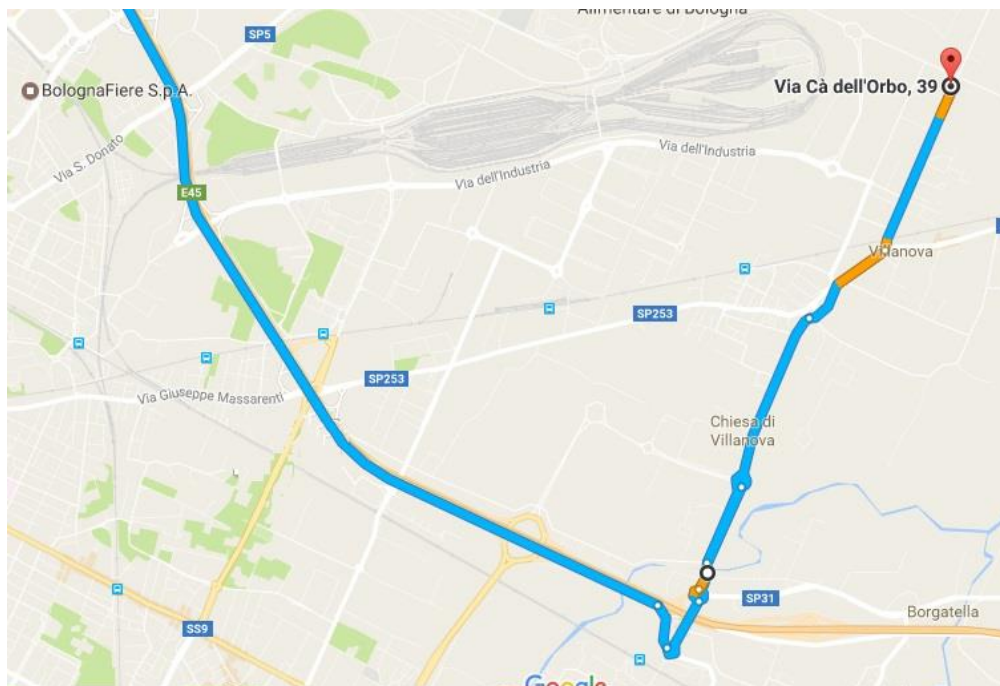 Alimentare di Bologna
SP5
BolognaFiere S.p.A.
Via Cà dell'Orbo, 39
Via S. Donato
Via dell'Industria
Via dell'Industria
E45
Villanova
SP253
SP253
Via Giuseppe Massarenti
Chiesa di
Villanova
SP31
Borgatella
SS9
Google